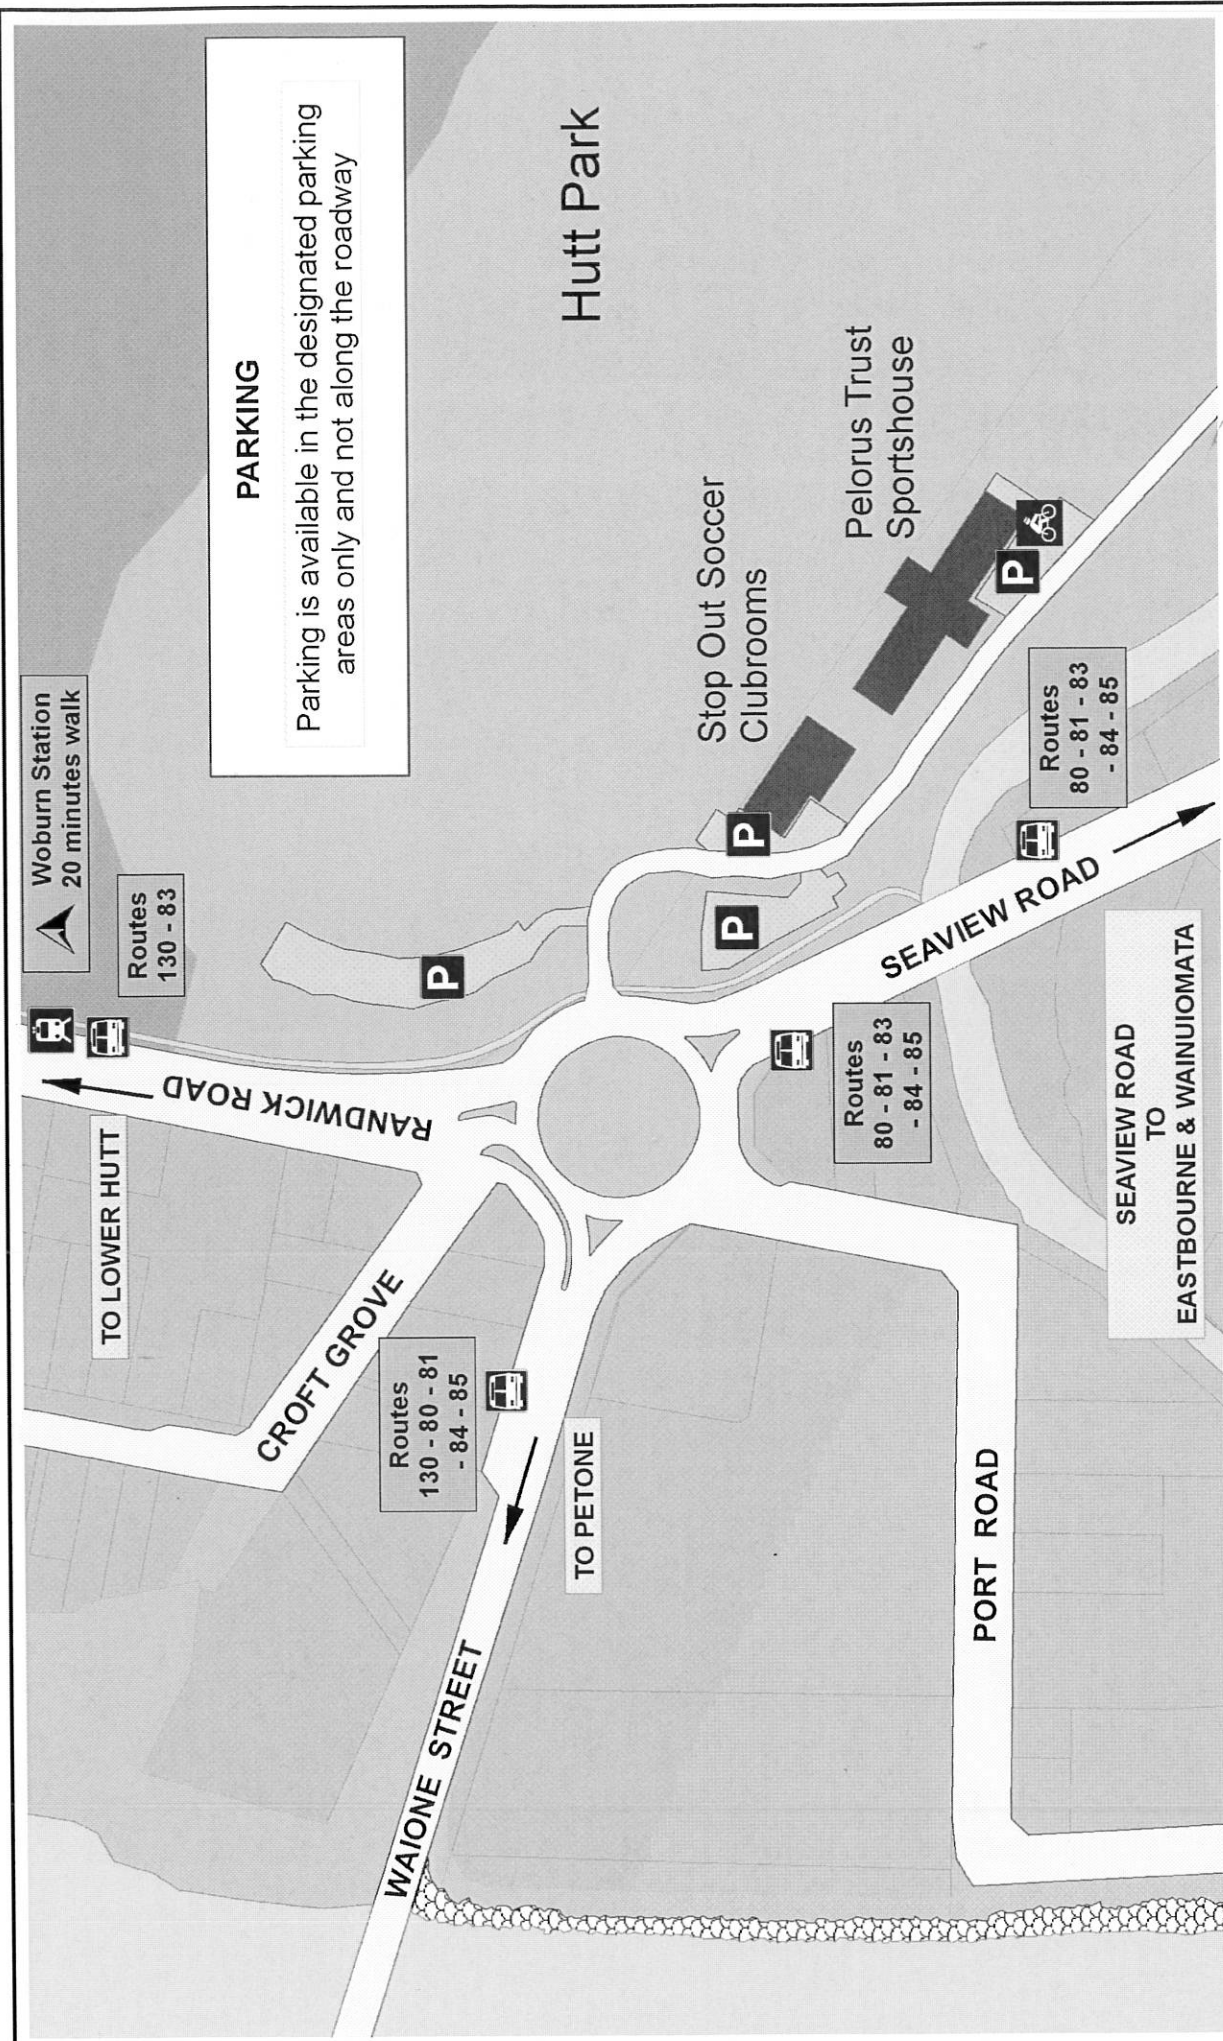 Woburn Station
20 minutes walk
Routes
130 - 83
PARKING
Parking is available in the designated parking
areas only and not along the roadway
Hutt Park
TO LOWER HUTT
RANDWICK ROAD
P
CROFT GROVE
Routes
130 - 80 - 81
- 84 - 85
WAIONE STREET
TO PETONE
P
P
Stop Out Soccer
Clubrooms
Pelorus Trust
Sportshouse
P
Routes
80 - 81 - 83
- 84 - 85
SEAVIEW ROAD
Routes
80 - 81 - 83
- 84 - 85
PORT ROAD
SEAVIEW ROAD
TO
EASTBOURNE & WAINUIOMATA